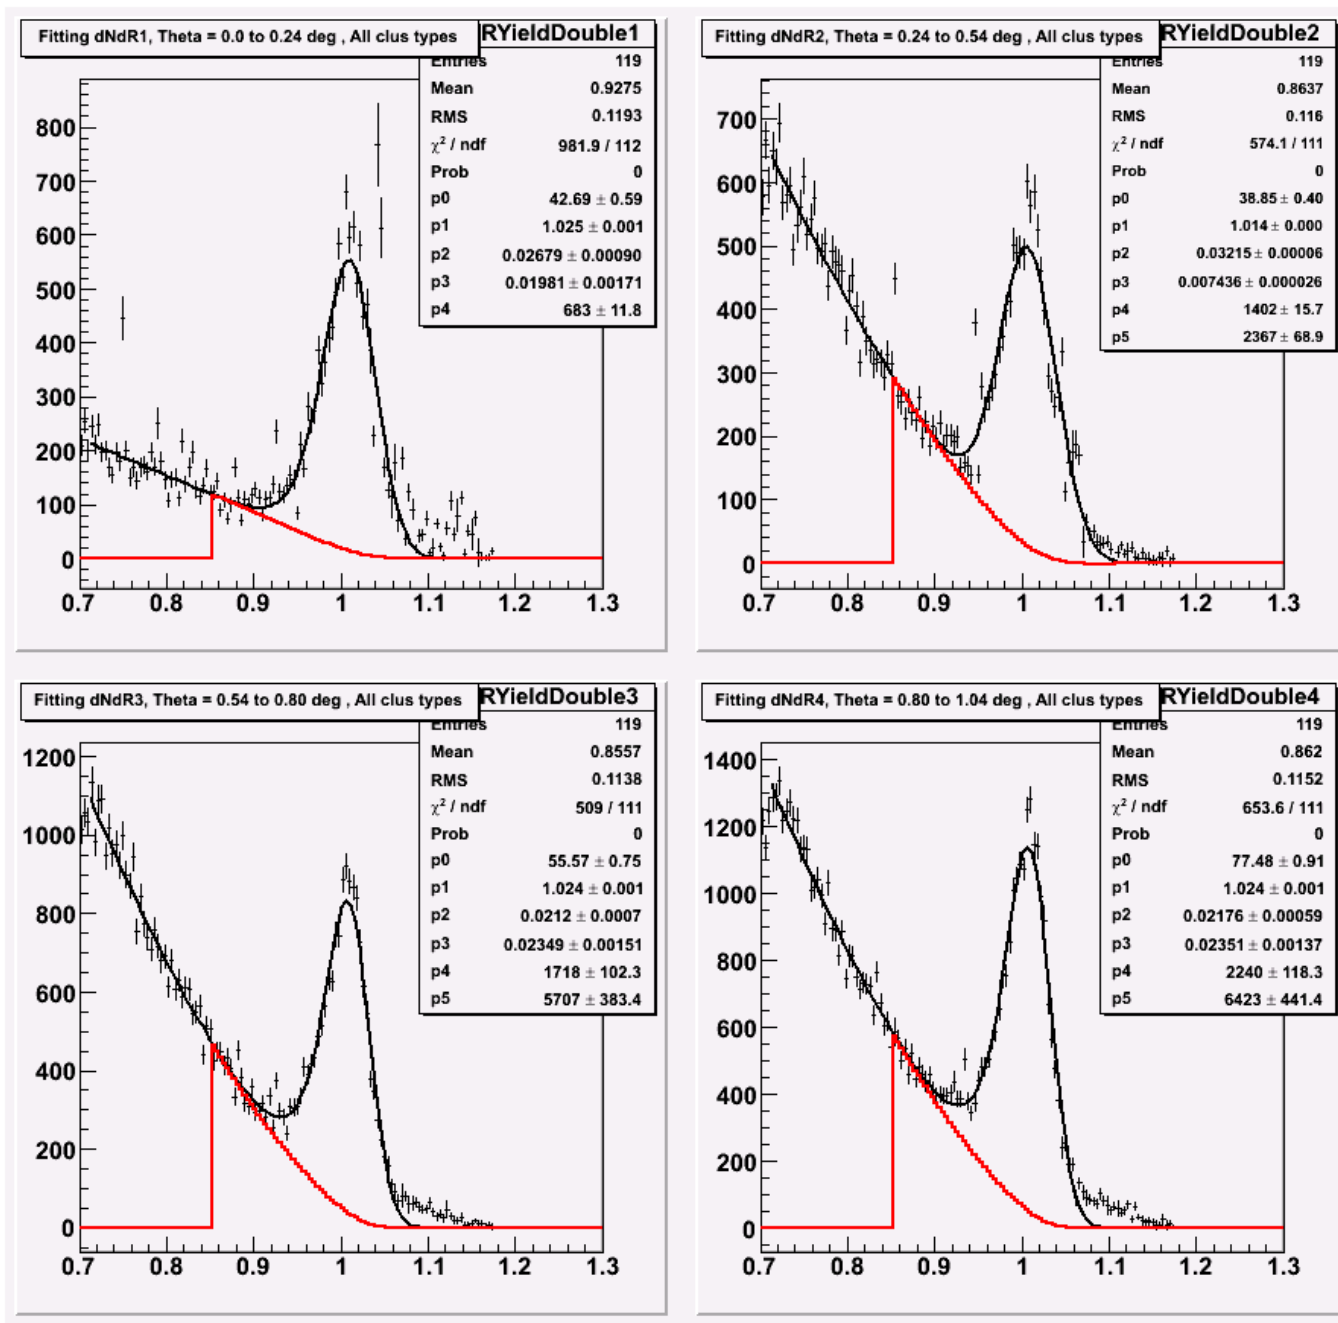 Fitting dNdR1, Theta = 0.0 to 0.24 deg , All clus types
RYieldDouble1
Entries 119
Mean 0.9275
RMS 0.1193
χ² / ndf 981.9 / 112
Prob 0
p0 42.69 ± 0.59
p1 1.025 ± 0.001
p2 0.02679 ± 0.00090
p3 0.01981 ± 0.00171
p4 683 ± 11.8
800
700
600
500
400
300
200
100
0
0.7 0.8 0.9 1 1.1 1.2 1.3
Fitting dNdR2, Theta = 0.24 to 0.54 deg , All clus types
RYieldDouble2
Entries 119
Mean 0.8637
RMS 0.116
χ² / ndf 574.1 / 111
Prob 0
p0 38.85 ± 0.40
p1 1.014 ± 0.000
p2 0.03215 ± 0.00006
p3 0.007436 ± 0.000026
p4 1402 ± 15.7
p5 2367 ± 68.9
700
600
500
400
300
200
100
0
0.7 0.8 0.9 1 1.1 1.2 1.3
Fitting dNdR3, Theta = 0.54 to 0.80 deg , All clus types
RYieldDouble3
Entries 119
Mean 0.8557
RMS 0.1138
χ² / ndf 509 / 111
Prob 0
p0 55.57 ± 0.75
p1 1.024 ± 0.001
p2 0.0212 ± 0.0007
p3 0.02349 ± 0.00151
p4 1718 ± 102.3
p5 5707 ± 383.4
1200
1000
800
600
400
200
0
0.7 0.8 0.9 1 1.1 1.2 1.3
Fitting dNdR4, Theta = 0.80 to 1.04 deg , All clus types
RYieldDouble4
Entries 119
Mean 0.862
RMS 0.1152
χ² / ndf 653.6 / 111
Prob 0
p0 77.48 ± 0.91
p1 1.024 ± 0.001
p2 0.02176 ± 0.00059
p3 0.02351 ± 0.00137
p4 2240 ± 118.3
p5 6423 ± 441.4
1400
1200
1000
800
600
400
200
0
0.7 0.8 0.9 1 1.1 1.2 1.3